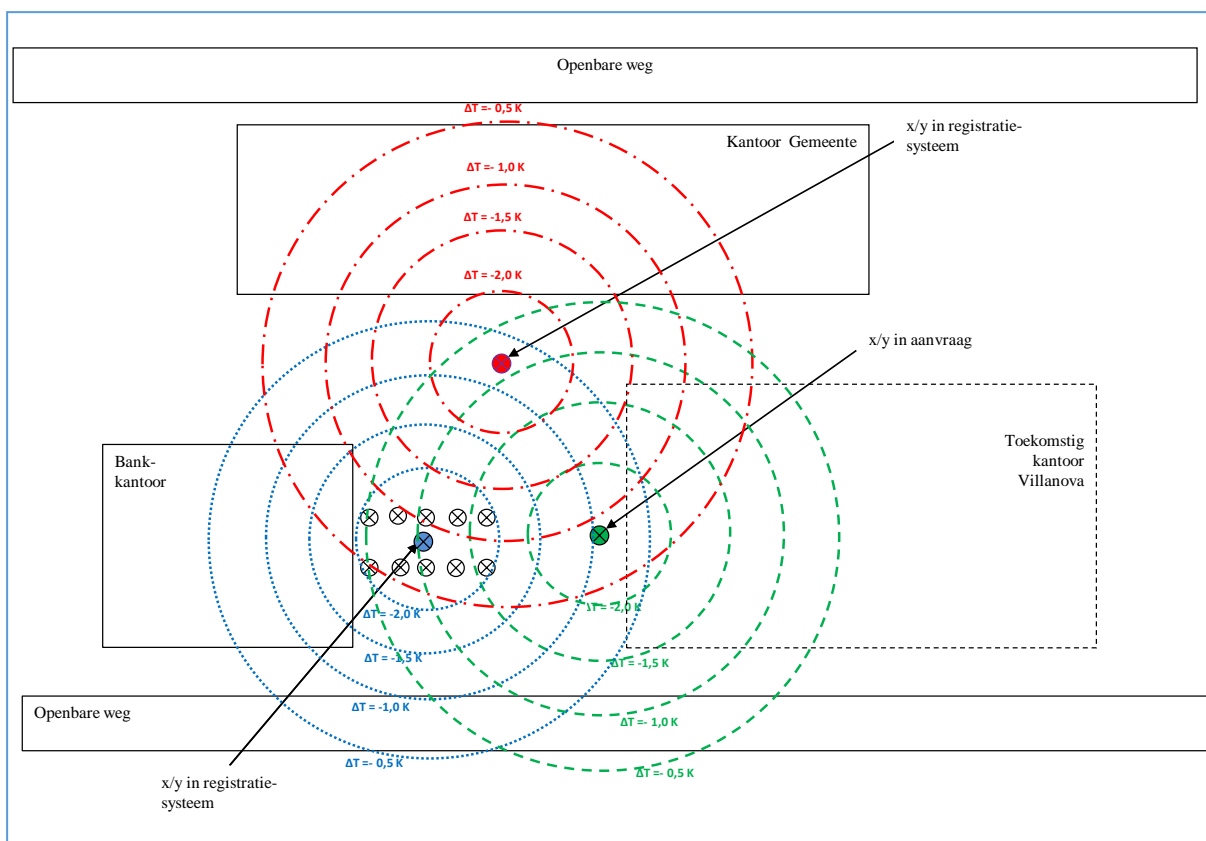 Openbare weg
ΔT =- 0,5 K
x/y in registratie-
systeem
Kantoor Gemeente
ΔT =- 1,0 K
ΔT = -1,5 K
ΔT = -2,0 K
x/y in aanvraag
Toekomstig
kantoor
Villanova
Bank-
kantoor
ΔT = -2,0 K
ΔT = -2,0 K
ΔT = -1,5 K
ΔT = -1,5 K
ΔT = -1,0 K
ΔT =- 1,0 K
Openbare weg
ΔT =- 0,5 K
ΔT =- 0,5 K
x/y in registratie-
systeem